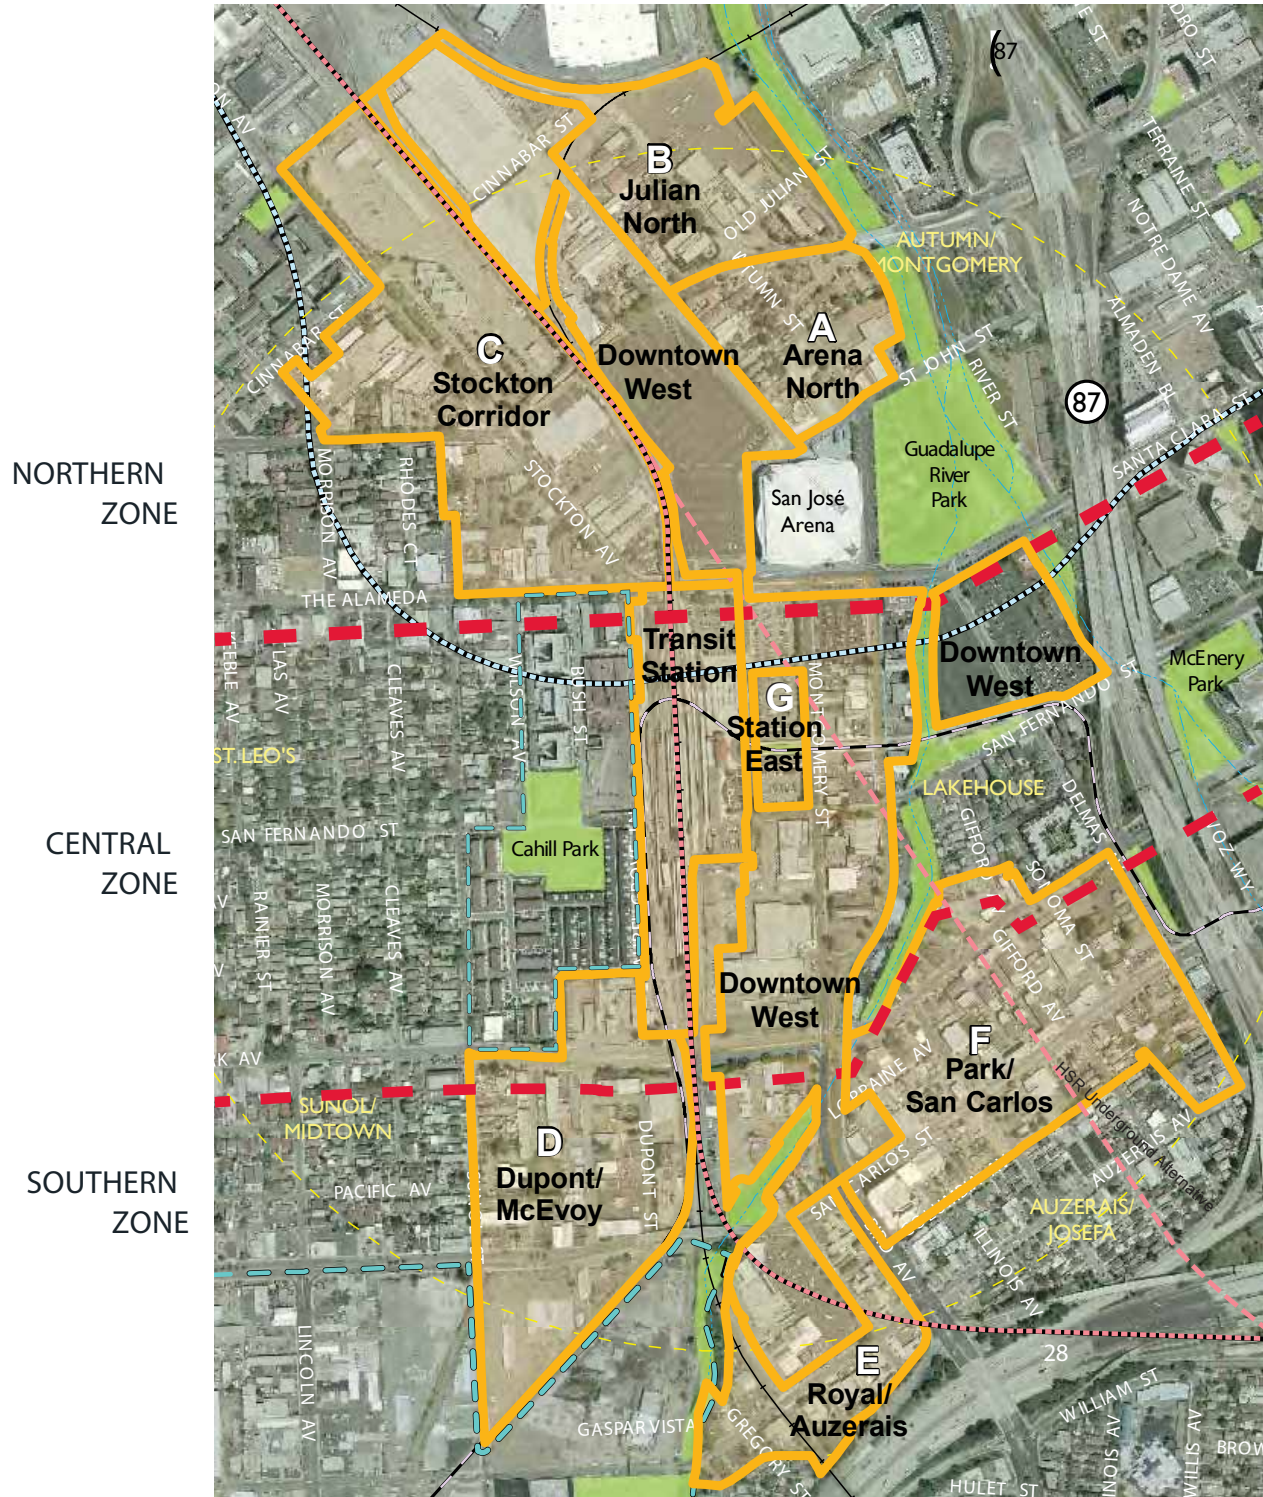 87
CINNABAR ST
B
Julian
North
OLD JULIAN ST
TERRAINE ST
NOTRE DAME AV
AUTUMN/
MONTGOMERY
ALMADEN BL
A
Arena
North
ST JOHN ST
RIVER ST
CINNABAR ST
C
Stockton
Corridor
Downtown
West
87
SANTA CLARA ST
NORTHERN
ZONE
MORRISON AV
RHODES CT
STOCKTON AV
San José
Arena
Guadalupe
River
Park
THE ALAMEDA
Transit
Station
CLEAVES AV
WILSON AV
BUSH ST
G
Station
East
Downtown
West
McEnery
Park
SAN FERNANDO ST
ST. LEO'S
LAKEHOUSE
DELMAS
GIFFORD
SAN FERNANDO ST
CENTRAL
ZONE
Cahill Park
RAINIER ST
MORRISON AV
CLEAVES AV
SONOMA ST
GIFFORD AV
VOZ WY
Downtown
West
F
Park/
San Carlos
LORRAINE AV
HSR Underground Alternative
SUNOL/
MIDTOWN
D
Dupont/
McEvoy
DUPONT ST
PACIFIC AV
SOUTHERN
ZONE
SAN CARLOS ST
AUZERAIS AV
AUZERAIS/
JOSEFA
ILLINOIS AV
LINCOLN AV
28
E
Royal/
Auzerais
GASPAR VISTA
GREGORY ST
WILLIAM ST
WILLIS AV
HULET ST